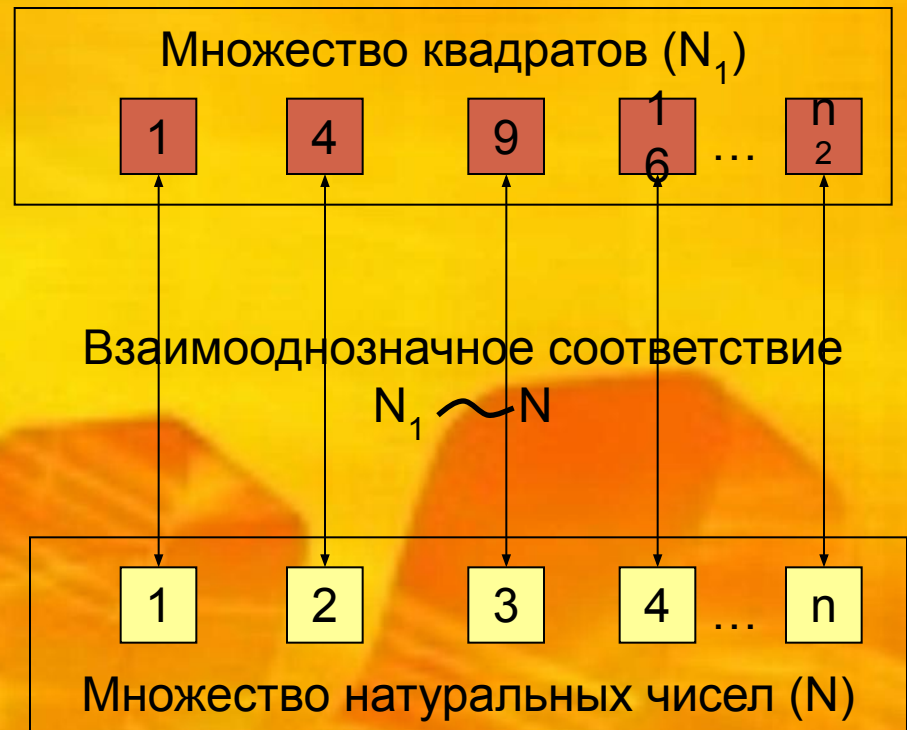 Множество квадратов (N₁)
1 4 9 16 … n²
Взаимооднозначное соответствие
N₁ ~ N
1 2 3 4 … n
Множество натуральных чисел (N)